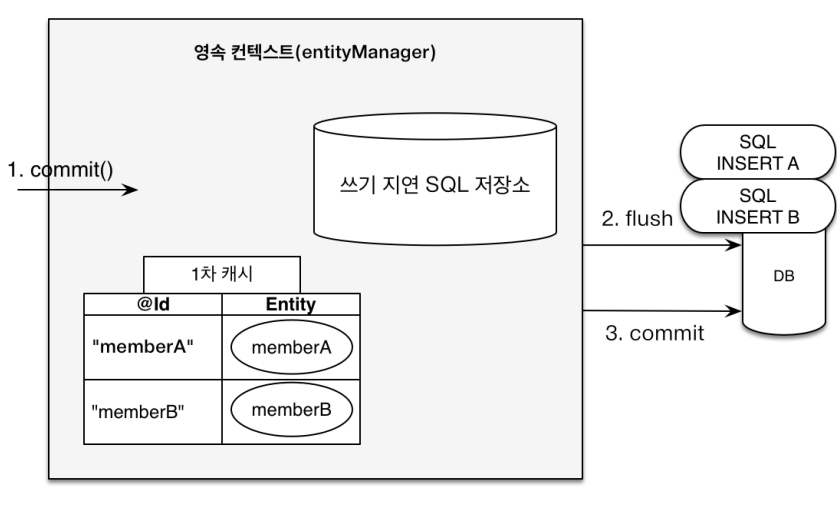 영속 컨텍스트(entityManager)
1. commit()
쓰기 지연 SQL 저장소
SQL
INSERT A
SQL
INSERT B
2. flush
DB
3. commit
1차 캐시
@Id Entity
"memberA" memberA
"memberB" memberB